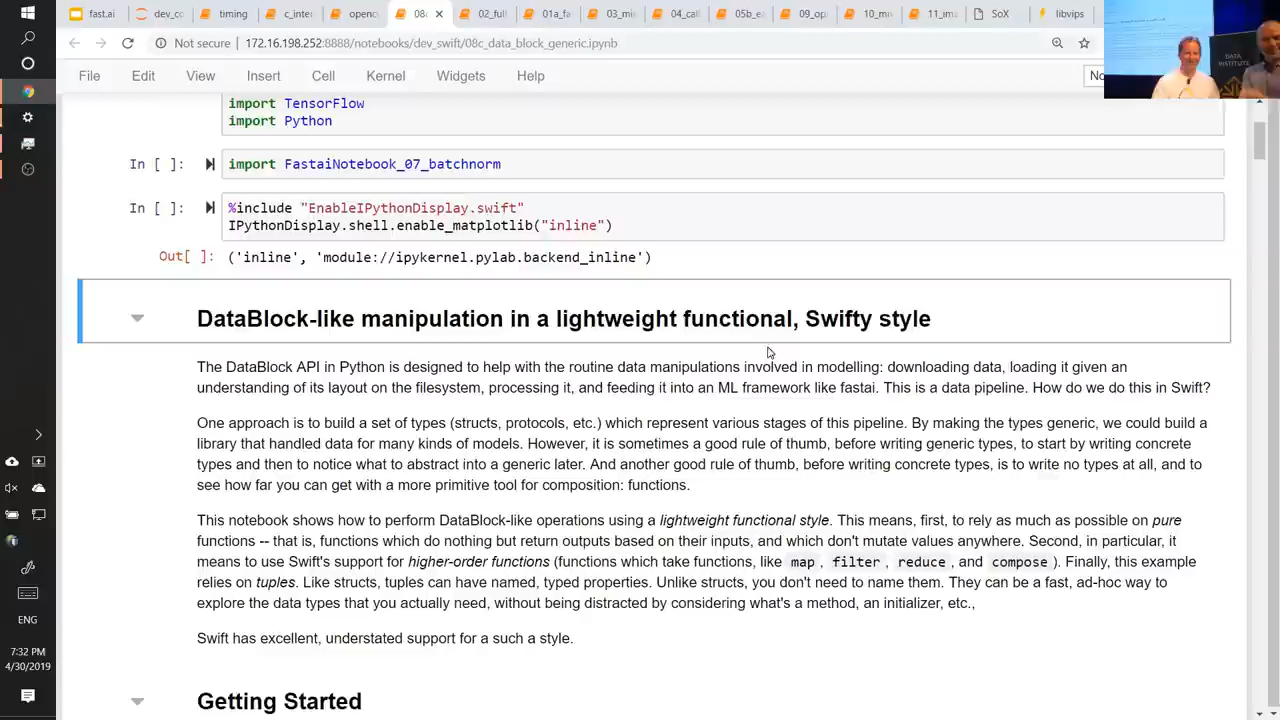 fast.ai
dev_co
timing
c_inter
openc
08c
02_full
01a_fa
03_mi
04_call
05b_ea
09_op
10_mi
11_ima
SoX
libvips
Not secure
172.16.198.252:8888/notebooks/dev_swift/08c_data_block_generic.ipynb
File Edit View Insert Cell Kernel Widgets Help
No
DATA
INSTITUTE
import TensorFlow
import Python
In [ ]:
import FastaiNotebook_07_batchnorm
In [ ]:
%include "EnableIPythonDisplay.swift"
IPythonDisplay.shell.enable_matplotlib("inline")
Out[ ]: ('inline', 'module://ipykernel.pylab.backend_inline')
DataBlock-like manipulation in a lightweight functional, Swifty style
The DataBlock API in Python is designed to help with the routine data manipulations involved in modelling: downloading data, loading it given an
understanding of its layout on the filesystem, processing it, and feeding it into an ML framework like fastai. This is a data pipeline. How do we do this in Swift?
One approach is to build a set of types (structs, protocols, etc.) which represent various stages of this pipeline. By making the types generic, we could build a
library that handled data for many kinds of models. However, it is sometimes a good rule of thumb, before writing generic types, to start by writing concrete
types and then to notice what to abstract into a generic later. And another good rule of thumb, before writing concrete types, is to write no types at all, and to
see how far you can get with a more primitive tool for composition: functions.
This notebook shows how to perform DataBlock-like operations using a lightweight functional style. This means, first, to rely as much as possible on pure
functions -- that is, functions which do nothing but return outputs based on their inputs, and which don't mutate values anywhere. Second, in particular, it
means to use Swift's support for higher-order functions (functions which take functions, like map , filter , reduce , and compose ). Finally, this example
relies on tuples. Like structs, tuples can have named, typed properties. Unlike structs, you don't need to name them. They can be a fast, ad-hoc way to
explore the data types that you actually need, without being distracted by considering what's a method, an initializer, etc.,
Swift has excellent, understated support for a such a style.
Getting Started
ENG
7:32 PM
4/30/2019